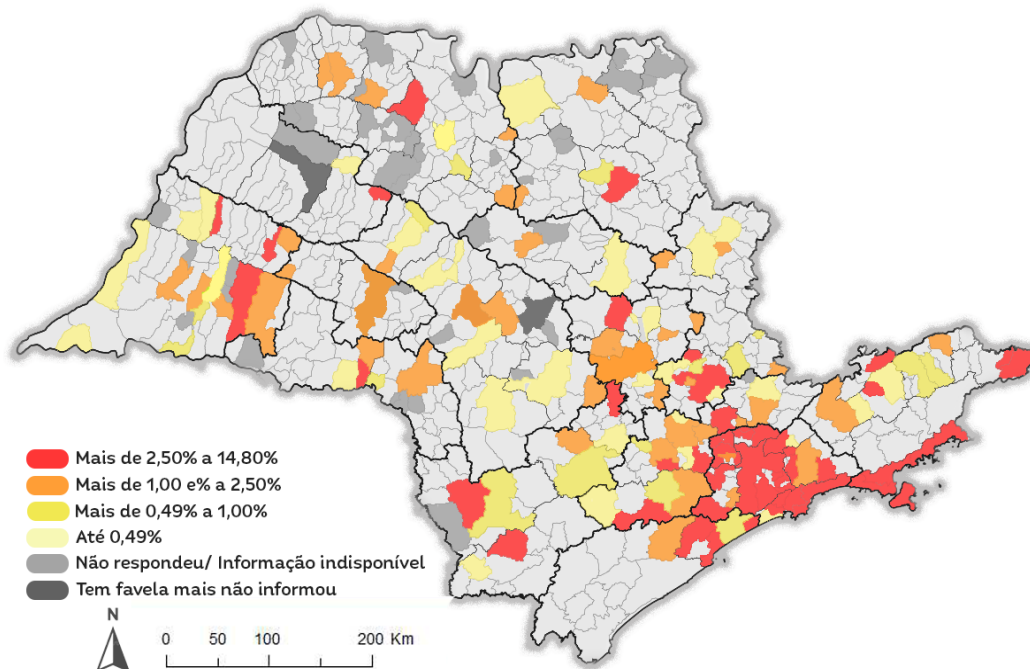 Mais de 2,50% a 14,80%
Mais de 1,00 e% a 2,50%
Mais de 0,49% a 1,00%
Até 0,49%
Não respondeu/ Informação indisponível
Tem favela mais não informou
N
0 50 100 200 Km